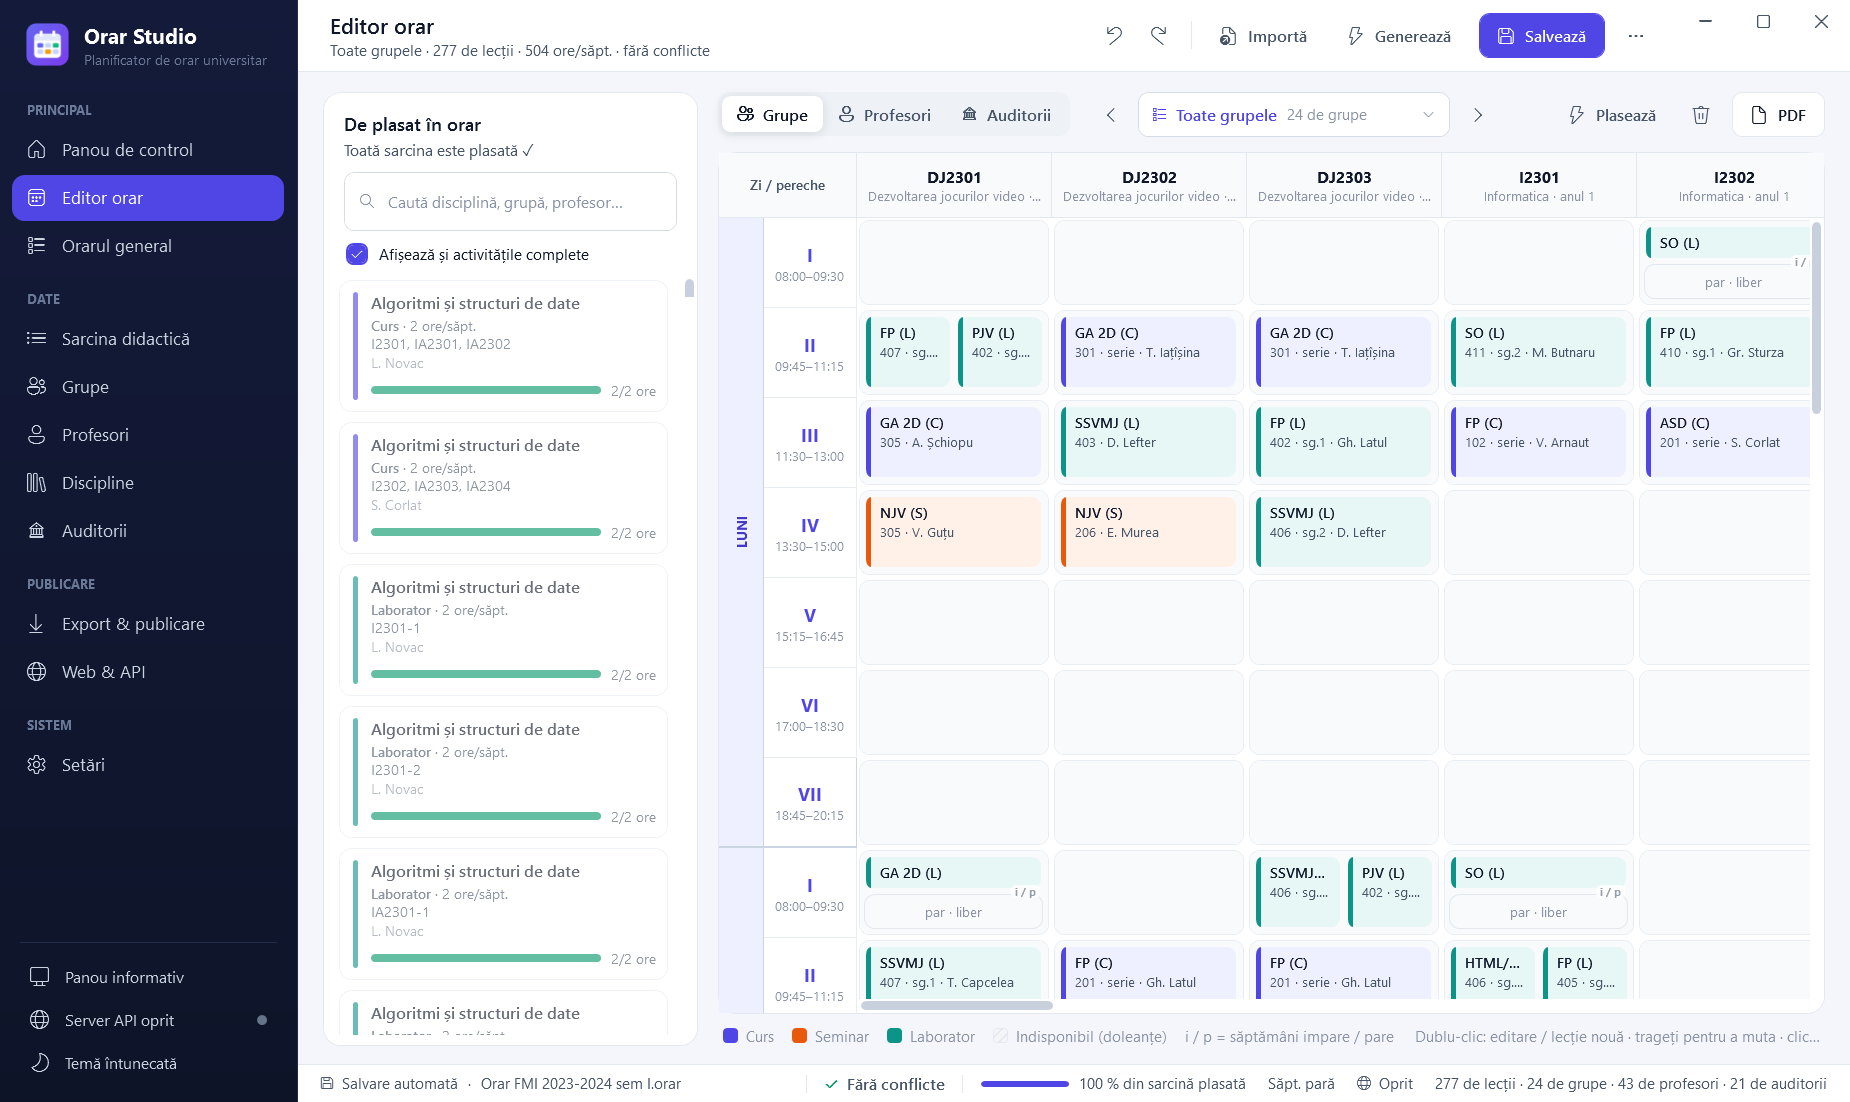 Orar Studio
Planificator de orar universitar
PRINCIPAL
Panou de control
Editor orar
Orarul general
DATE
Sarcina didactică
Grupe
Profesori
Discipline
Auditorii
PUBLICARE
Export & publicare
Web & API
SISTEM
Setări
Panou informativ
Server API oprit
Temă întunecată
Editor orar
Toate grupele · 277 de lecții · 504 ore/săpt. · fără conflicte
Importă
Generează
Salvează
De plasat în orar
Toată sarcina este plasată ✓
Caută disciplină, grupă, profesor...
Afișează și activitățile complete
Algoritmi și structuri de date
Curs · 2 ore/săpt.
I2301, IA2301, IA2302
L. Novac
2/2 ore
Algoritmi și structuri de date
Curs · 2 ore/săpt.
I2302, IA2303, IA2304
S. Corlat
2/2 ore
Algoritmi și structuri de date
Laborator · 2 ore/săpt.
I2301-1
L. Novac
2/2 ore
Algoritmi și structuri de date
Laborator · 2 ore/săpt.
I2301-2
L. Novac
2/2 ore
Algoritmi și structuri de date
Laborator · 2 ore/săpt.
IA2301-1
L. Novac
2/2 ore
Algoritmi și structuri de date
Grupe
Profesori
Auditorii
Toate grupele 24 de grupe
Plasează
PDF
Zi / pereche
DJ2301
Dezvoltarea jocurilor video ·...
DJ2302
Dezvoltarea jocurilor video ·...
DJ2303
Dezvoltarea jocurilor video ·...
I2301
Informatica · anul 1
I2302
Informatica · anul 1
LUNI
I
08:00–09:30
SO (L)
i /
par · liber
II
09:45–11:15
FP (L)
407 · sg....
PJV (L)
402 · sg....
GA 2D (C)
301 · serie · T. Iațîșina
GA 2D (C)
301 · serie · T. Iațîșina
SO (L)
411 · sg.2 · M. Butnaru
FP (L)
410 · sg.1 · Gr. Sturza
III
11:30–13:00
GA 2D (C)
305 · A. Șchiopu
SSVMJ (L)
403 · D. Lefter
FP (L)
402 · sg.1 · Gh. Latul
FP (C)
102 · serie · V. Arnaut
ASD (C)
201 · serie · S. Corlat
IV
13:30–15:00
NJV (S)
305 · V. Guțu
NJV (S)
206 · E. Murea
SSVMJ (L)
406 · sg.2 · D. Lefter
V
15:15–16:45
VI
17:00–18:30
VII
18:45–20:15
I
08:00–09:30
GA 2D (L)
i / p
par · liber
SSVMJ...
406 · sg....
PJV (L)
402 · sg....
SO (L)
i / p
par · liber
II
09:45–11:15
SSVMJ (L)
407 · sg.1 · T. Capcelea
FP (C)
201 · serie · Gh. Latul
FP (C)
201 · serie · Gh. Latul
HTML/...
406 · sg....
FP (L)
405 · sg....
Curs
Seminar
Laborator
Indisponibil (doleanțe)
i / p = săptămâni impare / pare
Dublu-clic: editare / lecție nouă · trageți pentru a muta · clic...
Salvare automată · Orar FMI 2023-2024 sem I.orar
Fără conflicte
100 % din sarcină plasată
Săpt. pară
Oprit
277 de lecții · 24 de grupe · 43 de profesori · 21 de auditorii